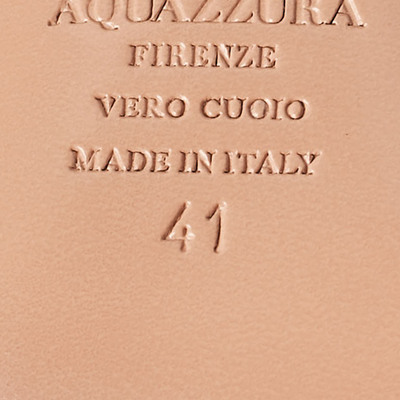 AQUAZZURA
FIRENZE
VERO CUOIO
MADE IN ITALY
41